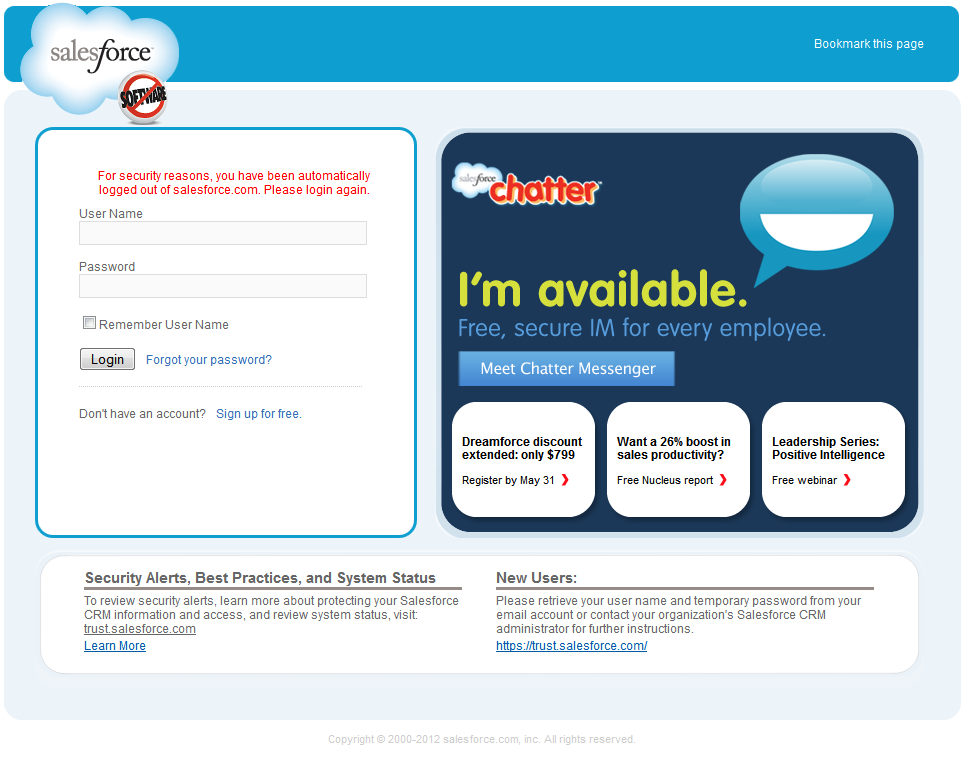 salesforce
SOFTWARE
Bookmark this page
For security reasons, you have been automatically
logged out of salesforce.com. Please login again.
User Name
Password
Remember User Name
Login
Forgot your password?
Don't have an account?
Sign up for free.
salesforce
chatter™
I'm available.
Free, secure IM for every employee.
Meet Chatter Messenger
Dreamforce discount
extended: only $799
Register by May 31
Want a 26% boost in
sales productivity?
Free Nucleus report
Leadership Series:
Positive Intelligence
Free webinar
Security Alerts, Best Practices, and System Status
To review security alerts, learn more about protecting your Salesforce
CRM information and access, and review system status, visit:
trust.salesforce.com
Learn More
New Users:
Please retrieve your user name and temporary password from your
email account or contact your organization's Salesforce CRM
administrator for further instructions.
https://trust.salesforce.com/
Copyright © 2000-2012 salesforce.com, inc. All rights reserved.